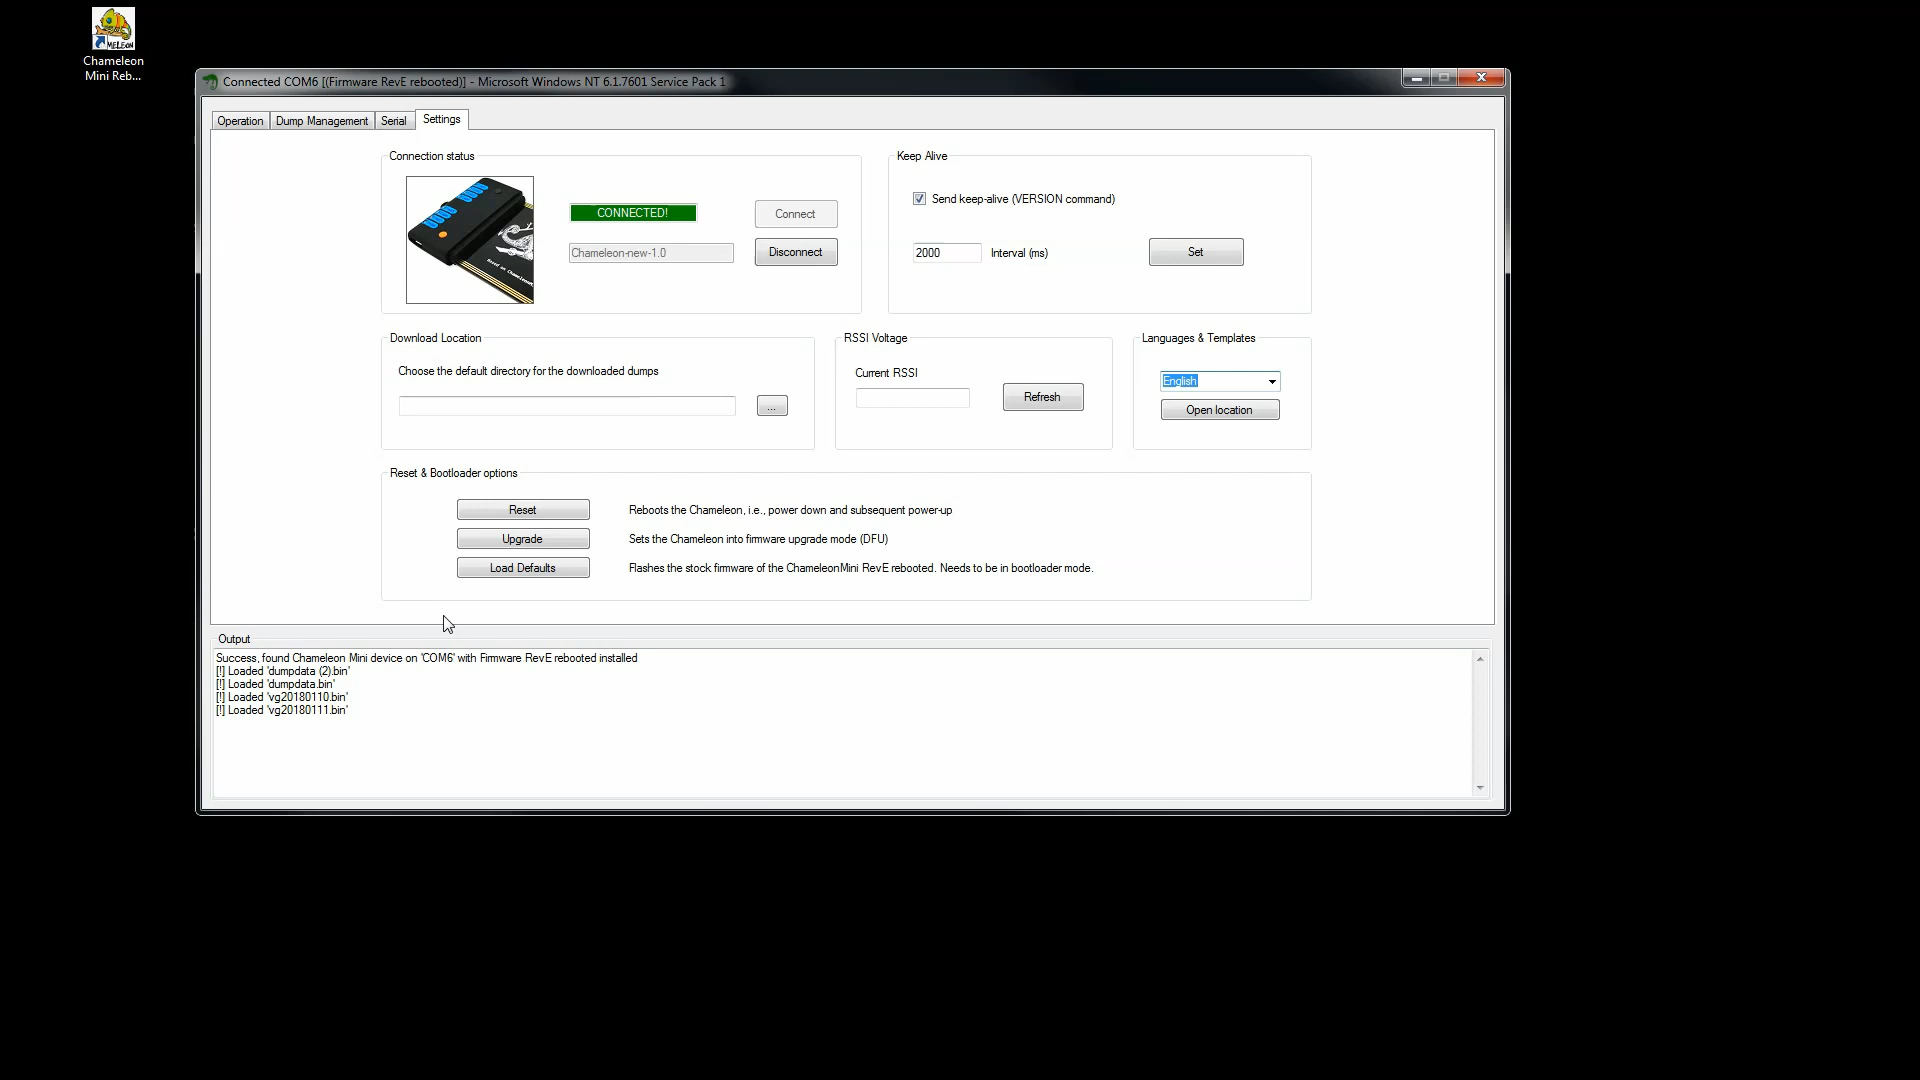 Chameleon
Mini Reb...
Connected COM6 [(Firmware RevE rebooted)] - Microsoft Windows NT 6.1.7601 Service Pack 1
Operation
Dump Management
Serial
Settings
Connection status
CONNECTED!
Connect
Chameleon-new-1.0
Disconnect
Keep Alive
Send keep-alive (VERSION command)
2000
Interval (ms)
Set
Download Location
Choose the default directory for the downloaded dumps
...
RSSI Voltage
Current RSSI
Refresh
Languages & Templates
English
Open location
Reset & Bootloader options
Reset
Reboots the Chameleon, i.e., power down and subsequent power-up
Upgrade
Sets the Chameleon into firmware upgrade mode (DFU)
Load Defaults
Flashes the stock firmware of the ChameleonMini RevE rebooted. Needs to be in bootloader mode.
Output
Success, found Chameleon Mini device on 'COM6' with Firmware RevE rebooted installed
[!] Loaded 'dumpdata (2).bin'
[!] Loaded 'dumpdata.bin'
[!] Loaded 'vg20180110.bin'
[!] Loaded 'vg20180111.bin'